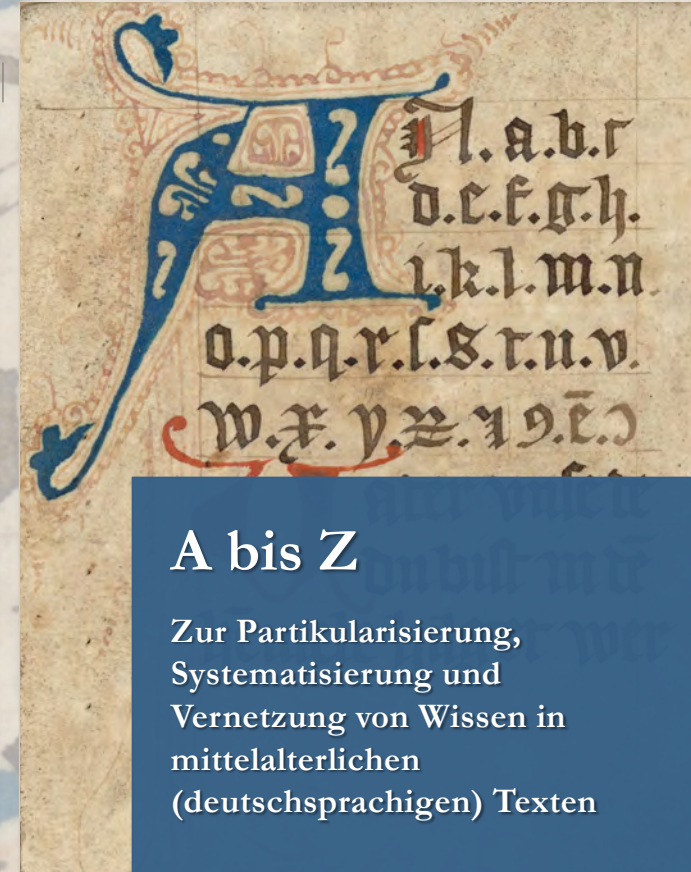 A
A.a.b.c
d.e.f.g.h.
i.k.l.m.n.
o.p.q.r.ſ.s.t.u.v.
w.x.y.z.
A bis Z
Zur Partikularisierung,
Systematisierung und
Vernetzung von Wissen in
mittelalterlichen
(deutschsprachigen) Texten